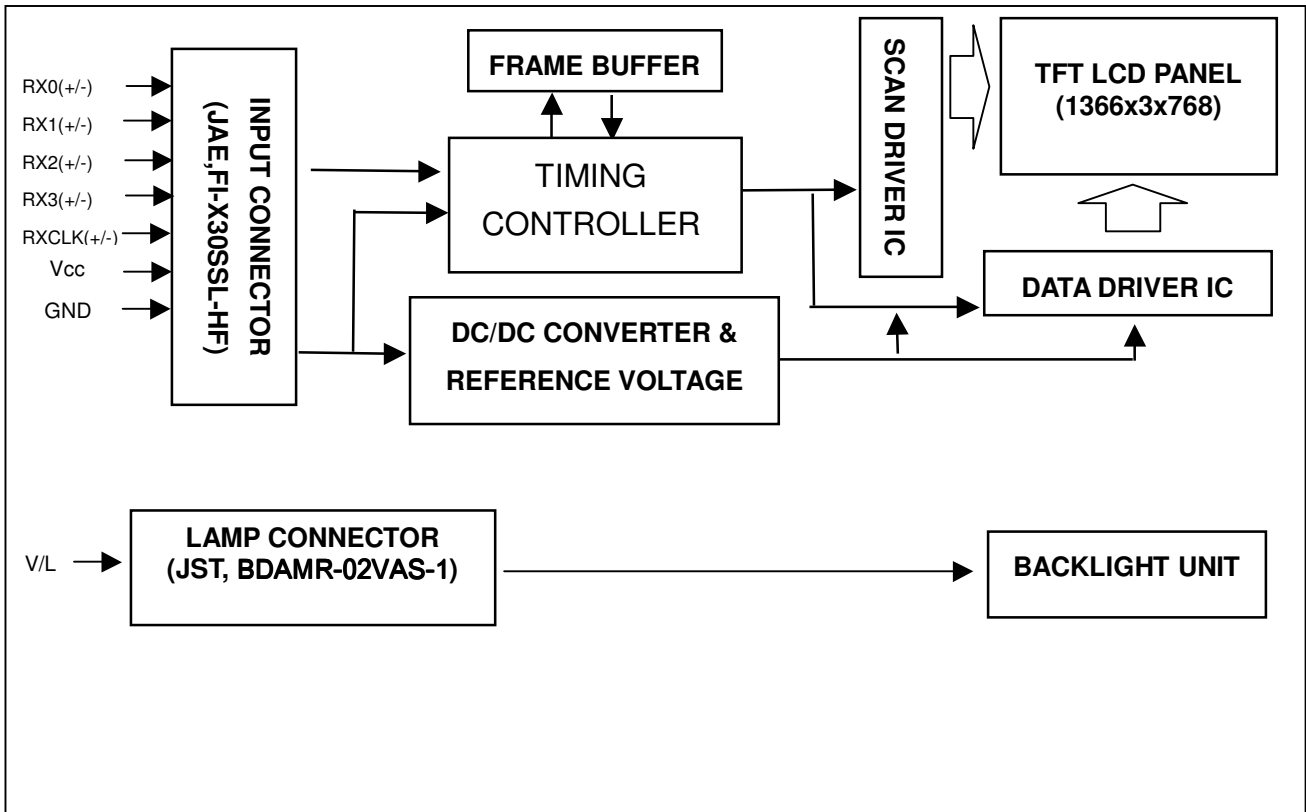 RX0(+/-)
RX1(+/-)
RX2(+/-)
RX3(+/-)
RXCLK(+/-)
Vcc
GND
INPUT CONNECTOR
(JAE,FI-X30SSL-HF)
FRAME BUFFER
TIMING
CONTROLLER
DC/DC CONVERTER &
REFERENCE VOLTAGE
SCAN DRIVER IC
TFT LCD PANEL
(1366x3x768)
DATA DRIVER IC
V/L
LAMP CONNECTOR
(JST, BDAMR-02VAS-1)
BACKLIGHT UNIT